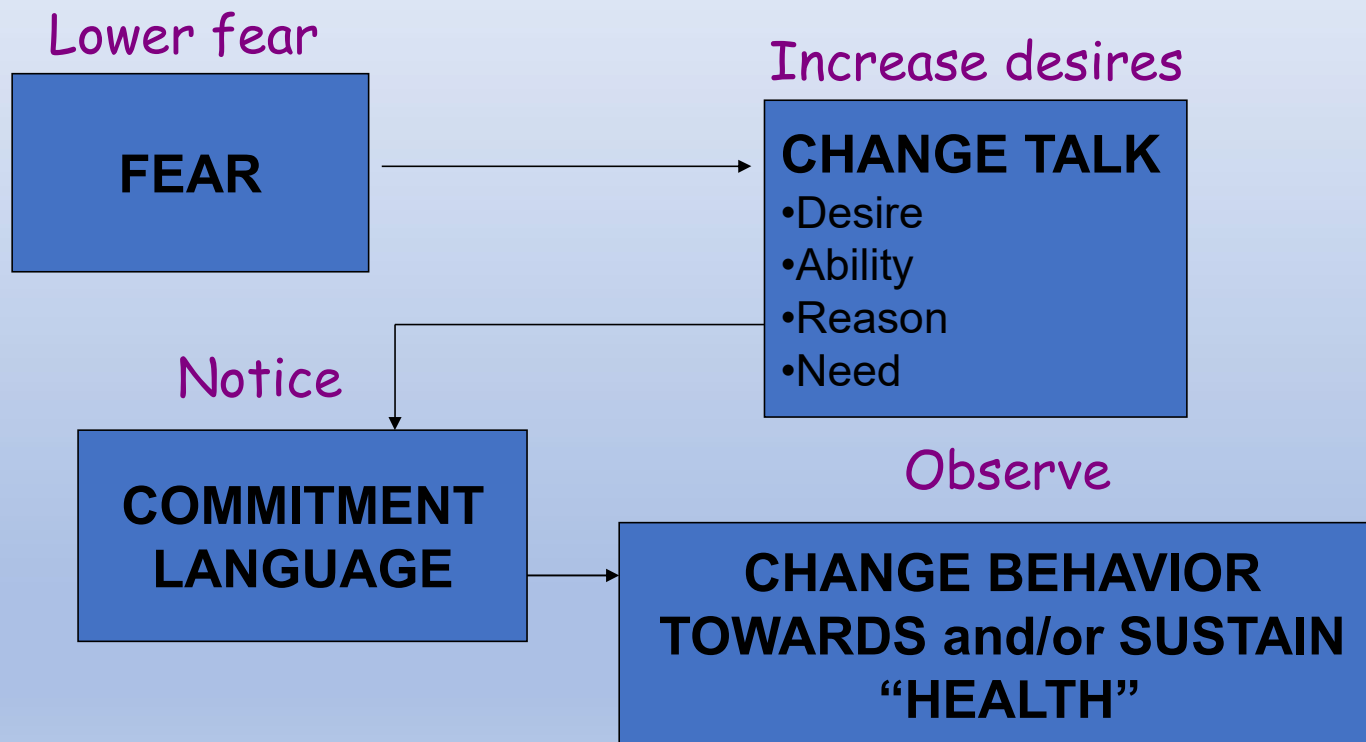 Lower fear
FEAR
Increase desires
CHANGE TALK
•Desire
•Ability
•Reason
•Need
Notice
COMMITMENT
LANGUAGE
Observe
CHANGE BEHAVIOR
TOWARDS and/or SUSTAIN
“HEALTH”